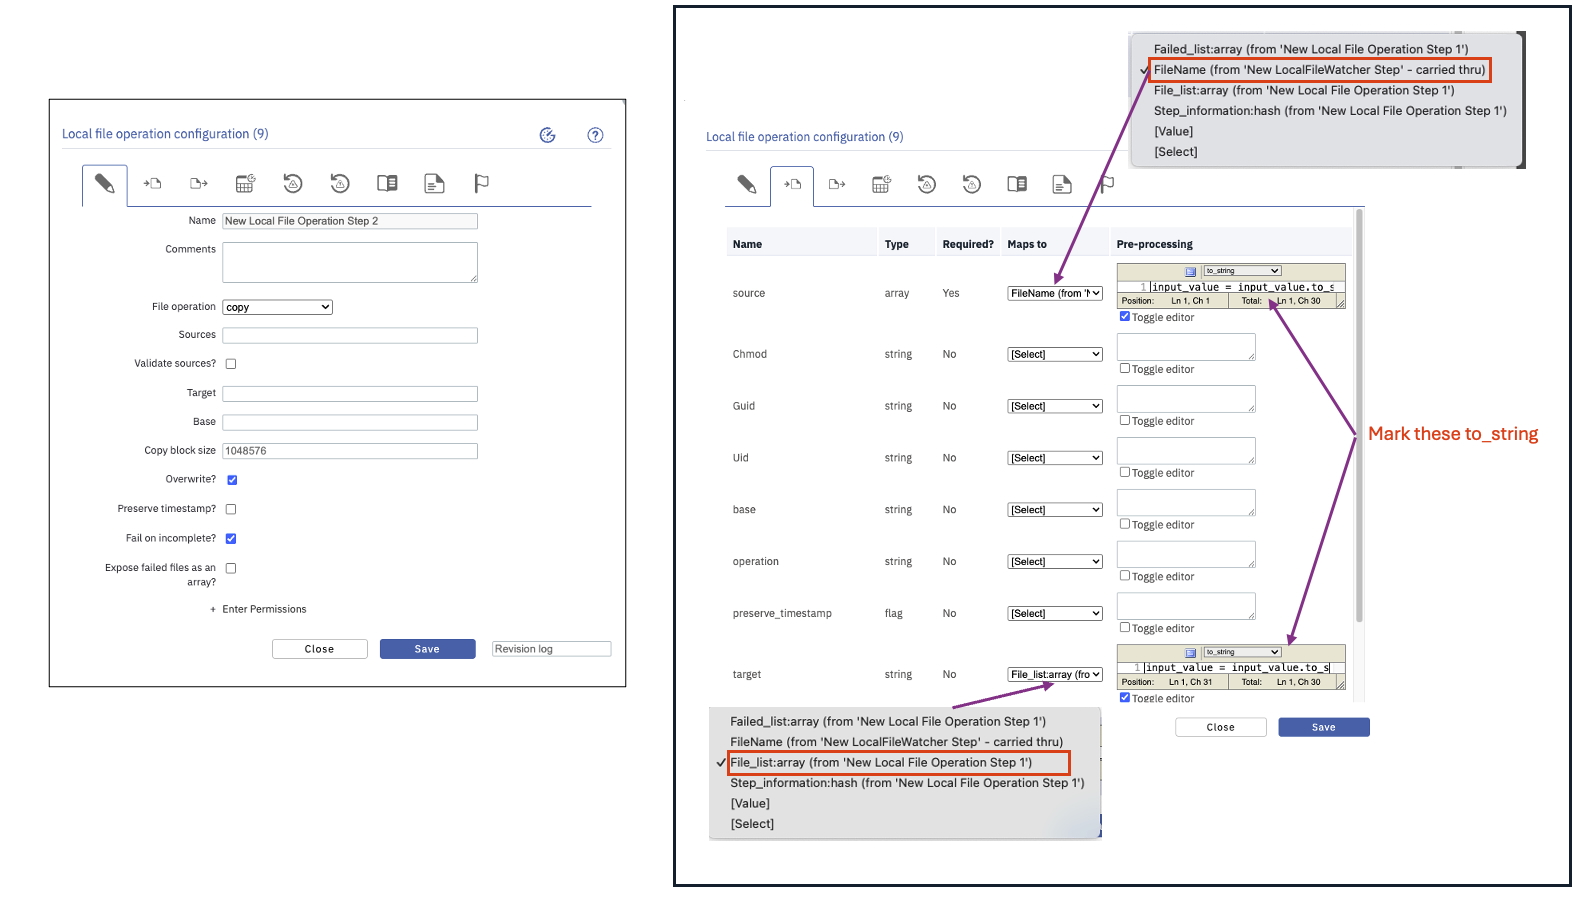 Local file operation configuration (9)
Name New Local File Operation Step 2
Comments
File operation copy
Sources
Validate sources?
Target
Base
Copy block size 1048576
Overwrite?
Preserve timestamp?
Fail on incomplete?
Expose failed files as an
array?
+ Enter Permissions
Close Save Revision log
Failed_list:array (from 'New Local File Operation Step 1')
✓ FileName (from 'New LocalFileWatcher Step' - carried thru)
File_list:array (from 'New Local File Operation Step 1')
Step_information:hash (from 'New Local File Operation Step 1')
[Value]
[Select]
Local file operation configuration (9)
Name Type Required? Maps to Pre-processing
to_string
source array Yes FileName (from 'N 1 input_value = input_value.to_s
Position: Ln 1, Ch 1 Total: Ln 1, Ch 30
Toggle editor
Chmod string No [Select]
Toggle editor
Guid string No [Select]
Toggle editor
Mark these to_string
Uid string No [Select]
Toggle editor
base string No [Select]
Toggle editor
operation string No [Select]
Toggle editor
preserve_timestamp flag No [Select]
Toggle editor
to_string
target string No File_list:array (fro 1 input_value = input_value.to_s
Position: Ln 1, Ch 31 Total: Ln 1, Ch 30
Toggle editor
Close Save
Failed_list:array (from 'New Local File Operation Step 1')
FileName (from 'New LocalFileWatcher Step' - carried thru)
✓ File_list:array (from 'New Local File Operation Step 1')
Step_information:hash (from 'New Local File Operation Step 1')
[Value]
[Select]